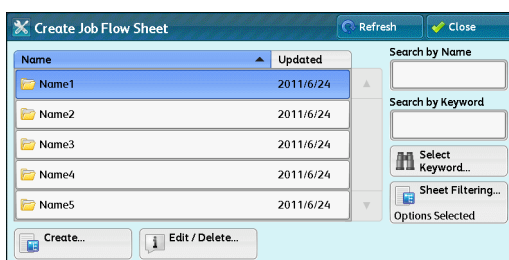 Create Job Flow Sheet
Refresh
Close
Name
Updated
Name1 2011/6/24
Name2 2011/6/24
Name3 2011/6/24
Name4 2011/6/24
Name5 2011/6/24
Search by Name
Search by Keyword
Select
Keyword...
Sheet Filtering...
Options Selected
Create...
Edit / Delete...